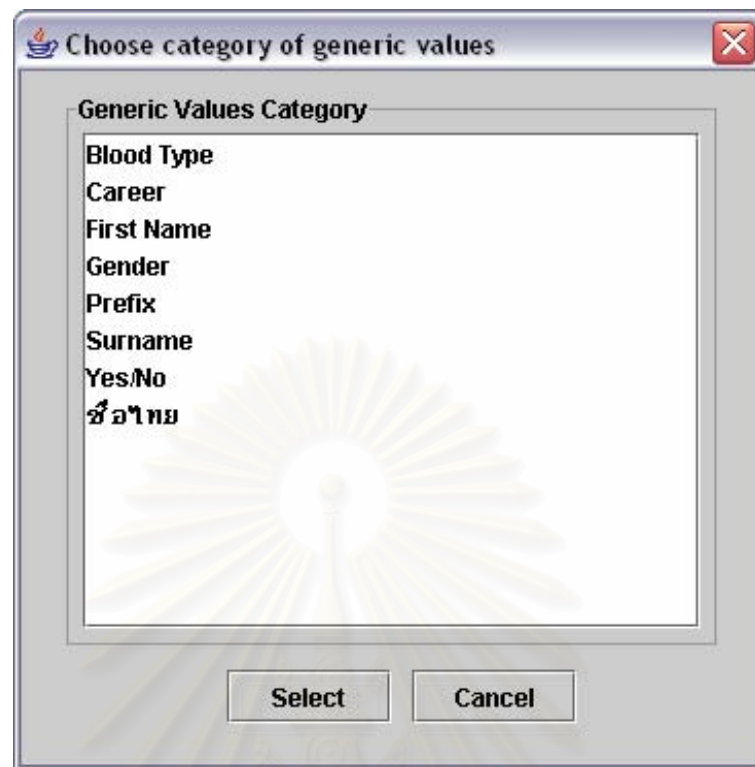 Choose category of generic values
Generic Values Category
Blood Type
Career
First Name
Gender
Prefix
Surname
Yes/No
ชื่อไทย
Select
Cancel